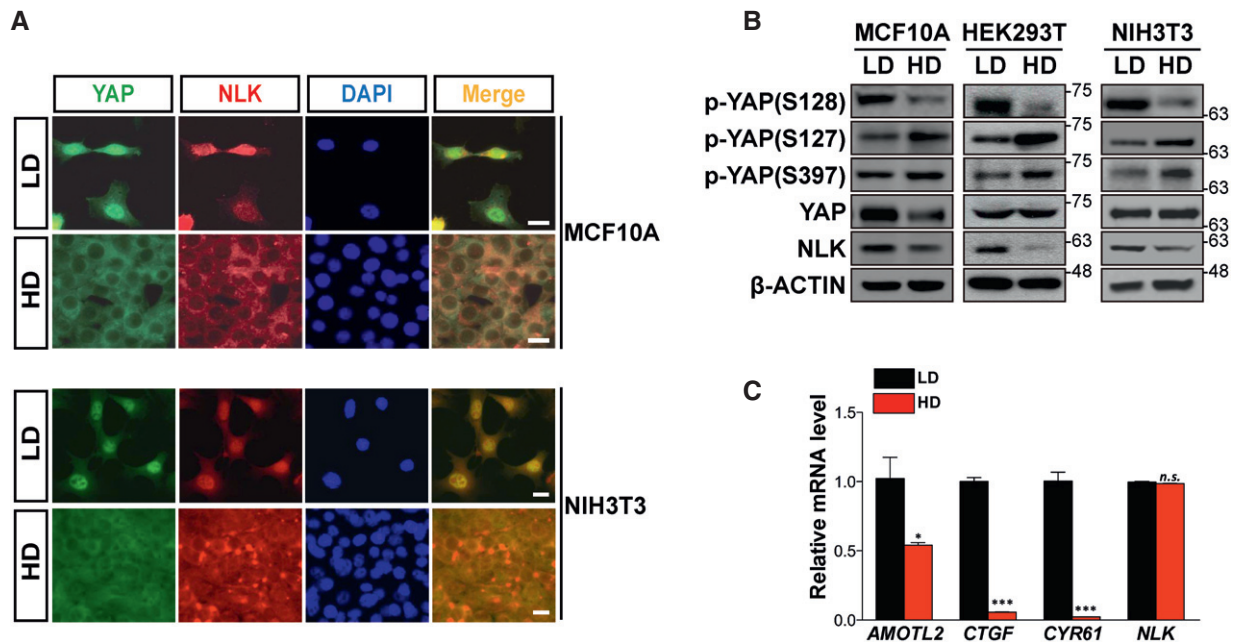 A
YAP NLK DAPI Merge
LD
HD
MCF10A
LD
HD
NIH3T3
B
MCF10A HEK293T NIH3T3
LD HD LD HD LD HD
p-YAP(S128) -75 -63
p-YAP(S127) -75 -63
p-YAP(S397) -75 -63
YAP -75 -63
NLK -63 -63
β-ACTIN -48 -48
C
LD
HD
Relative mRNA level
1.5
1.0
0.5
0.0
* *** *** n.s.
AMOTL2 CTGF CYR61 NLK